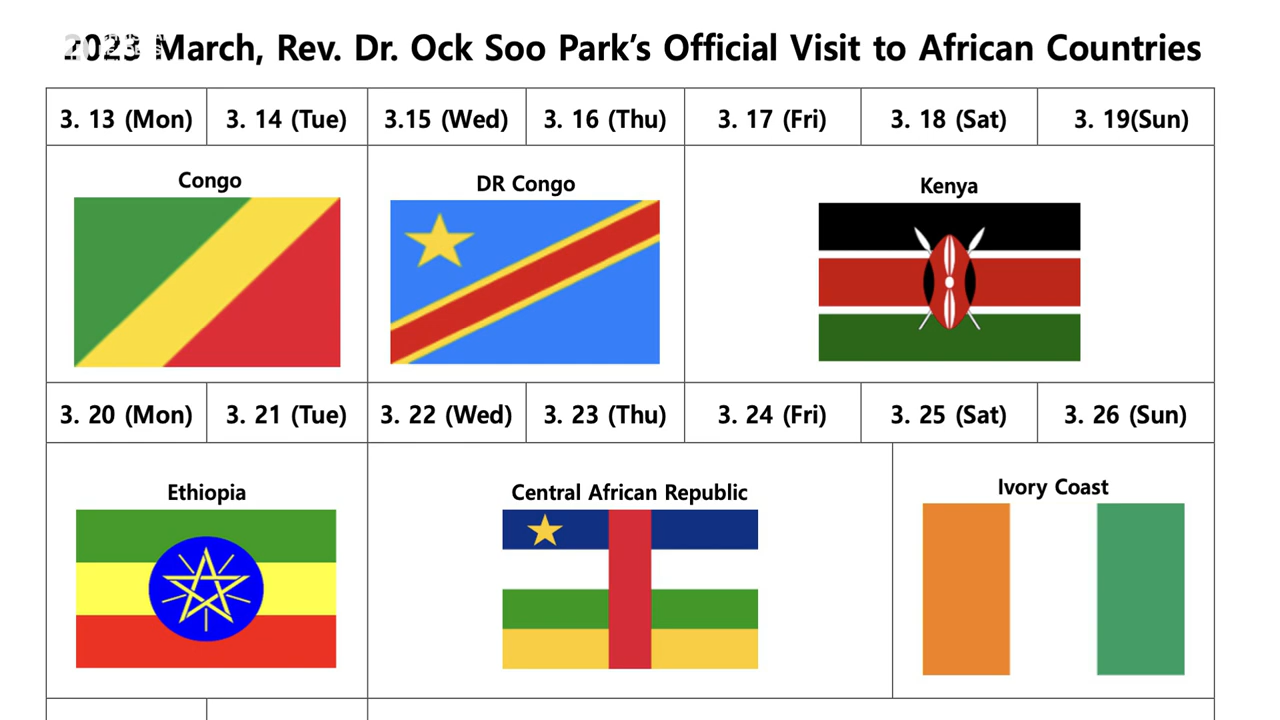 2023 March, Rev. Dr. Ock Soo Park's Official Visit to African Countries
3. 13 (Mon) 3. 14 (Tue) 3.15 (Wed) 3. 16 (Thu) 3. 17 (Fri) 3. 18 (Sat) 3. 19(Sun)
Congo DR Congo Kenya
3. 20 (Mon) 3. 21 (Tue) 3. 22 (Wed) 3. 23 (Thu) 3. 24 (Fri) 3. 25 (Sat) 3. 26 (Sun)
Ethiopia Central African Republic Ivory Coast